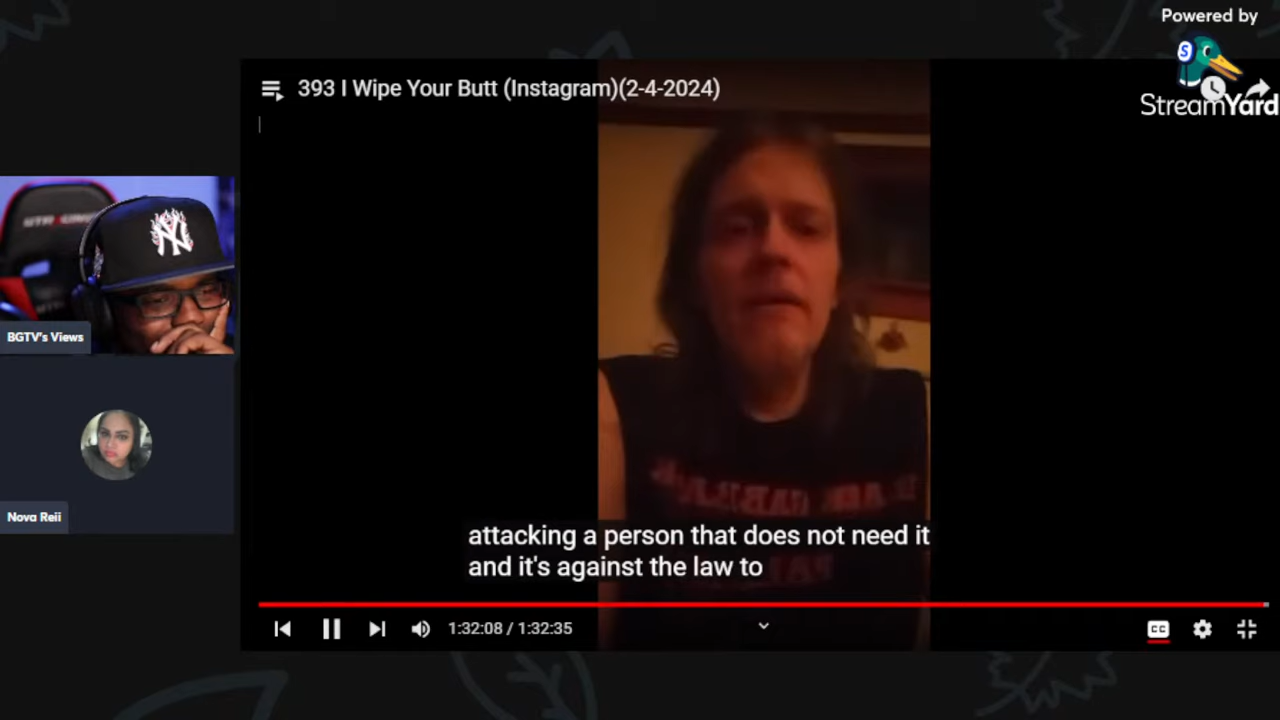 Powered by
StreamYard
393 I Wipe Your Butt (Instagram)(2-4-2024)
BGTV's Views
Nova Reii
attacking a person that does not need it
and it's against the law to
1:32:08 / 1:32:35
CC